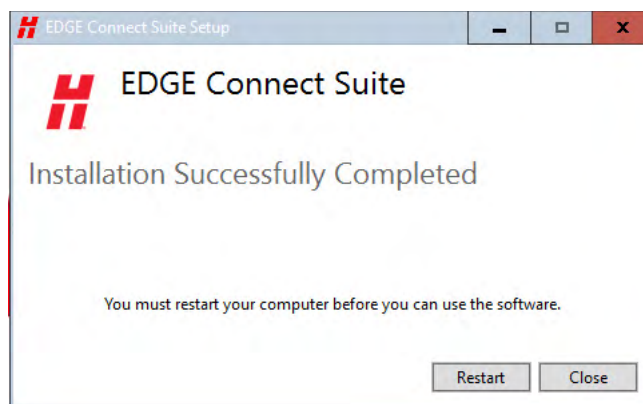 EDGE Connect Suite Setup
EDGE Connect Suite
Installation Successfully Completed
You must restart your computer before you can use the software.
Restart Close